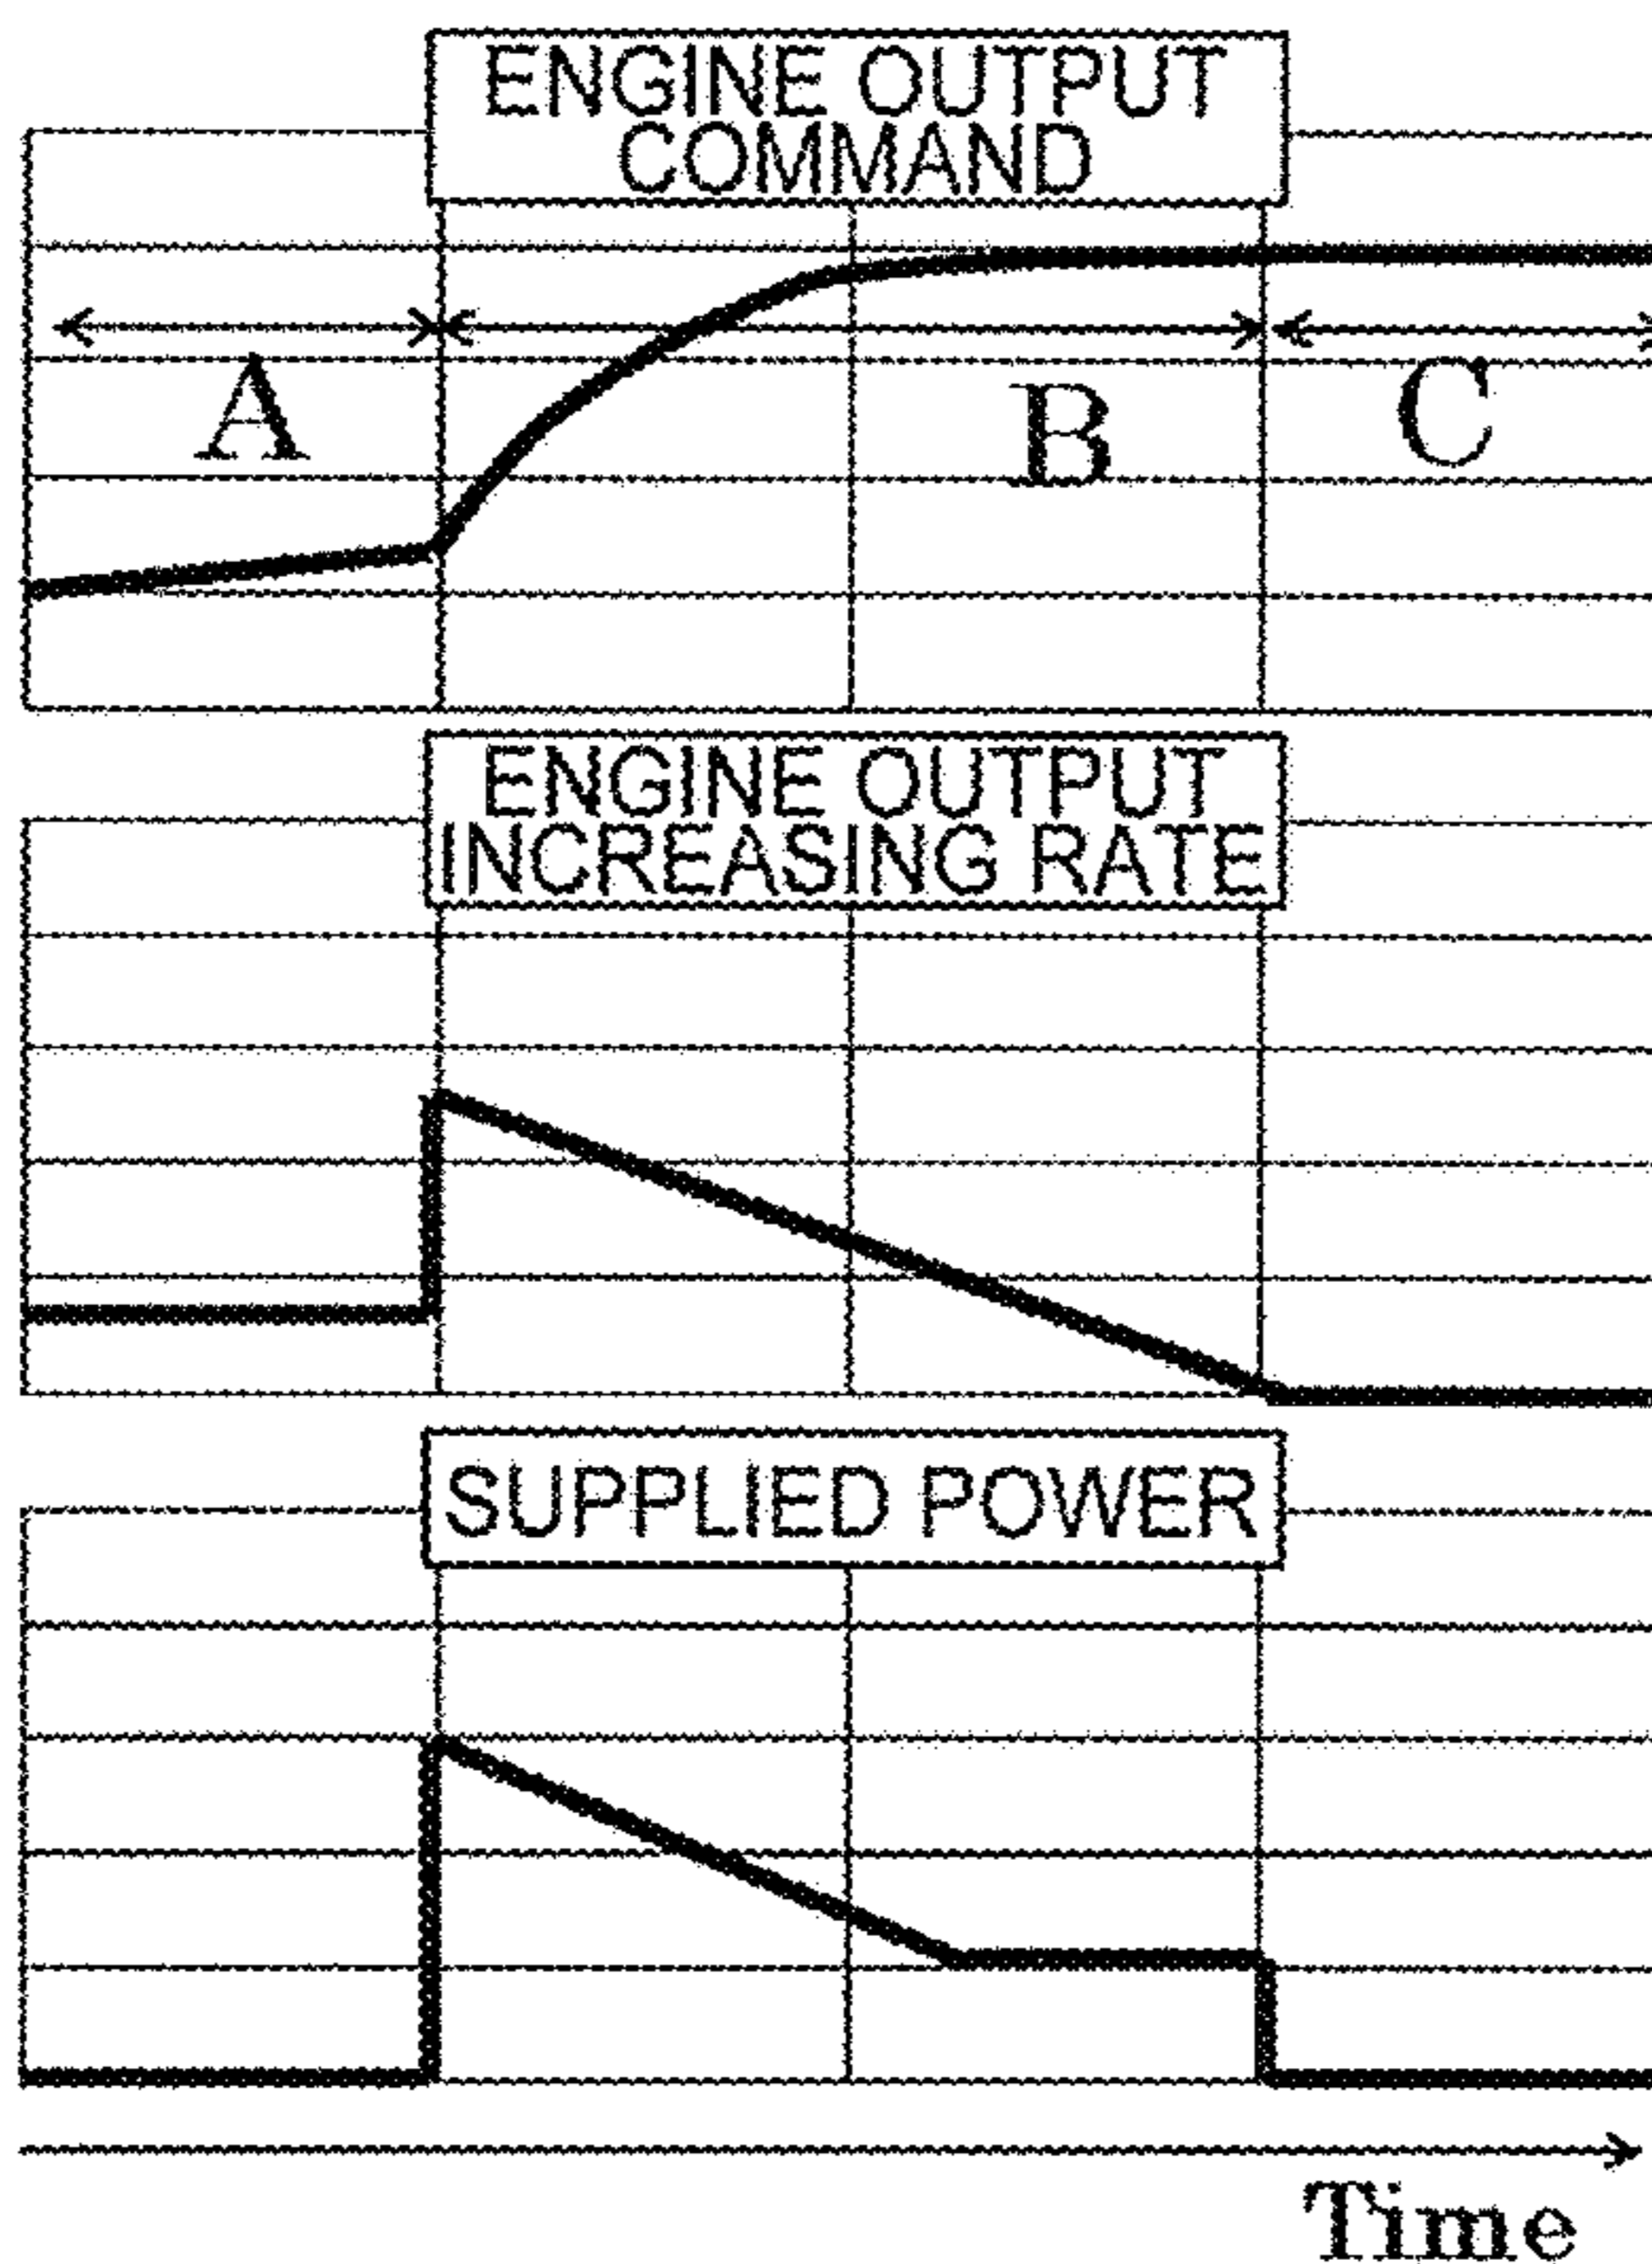 ENGINE OUTPUT
COMMAND
A
B
C
ENGINE OUTPUT
INCREASING RATE
SUPPLIED POWER
Time